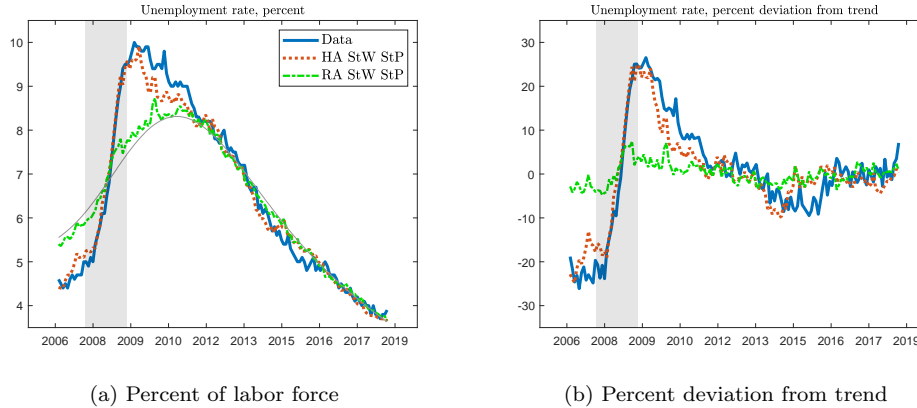 Unemployment rate, percent
10
9
8
7
6
5
4
2006 2008 2009 2010 2012 2013 2015 2016 2017 2019
Data
HA StW StP
RA StW StP
(a) Percent of labor force
Unemployment rate, percent deviation from trend
30
20
10
0
-10
-20
-30
2006 2008 2009 2010 2012 2013 2015 2016 2017 2019
(b) Percent deviation from trend